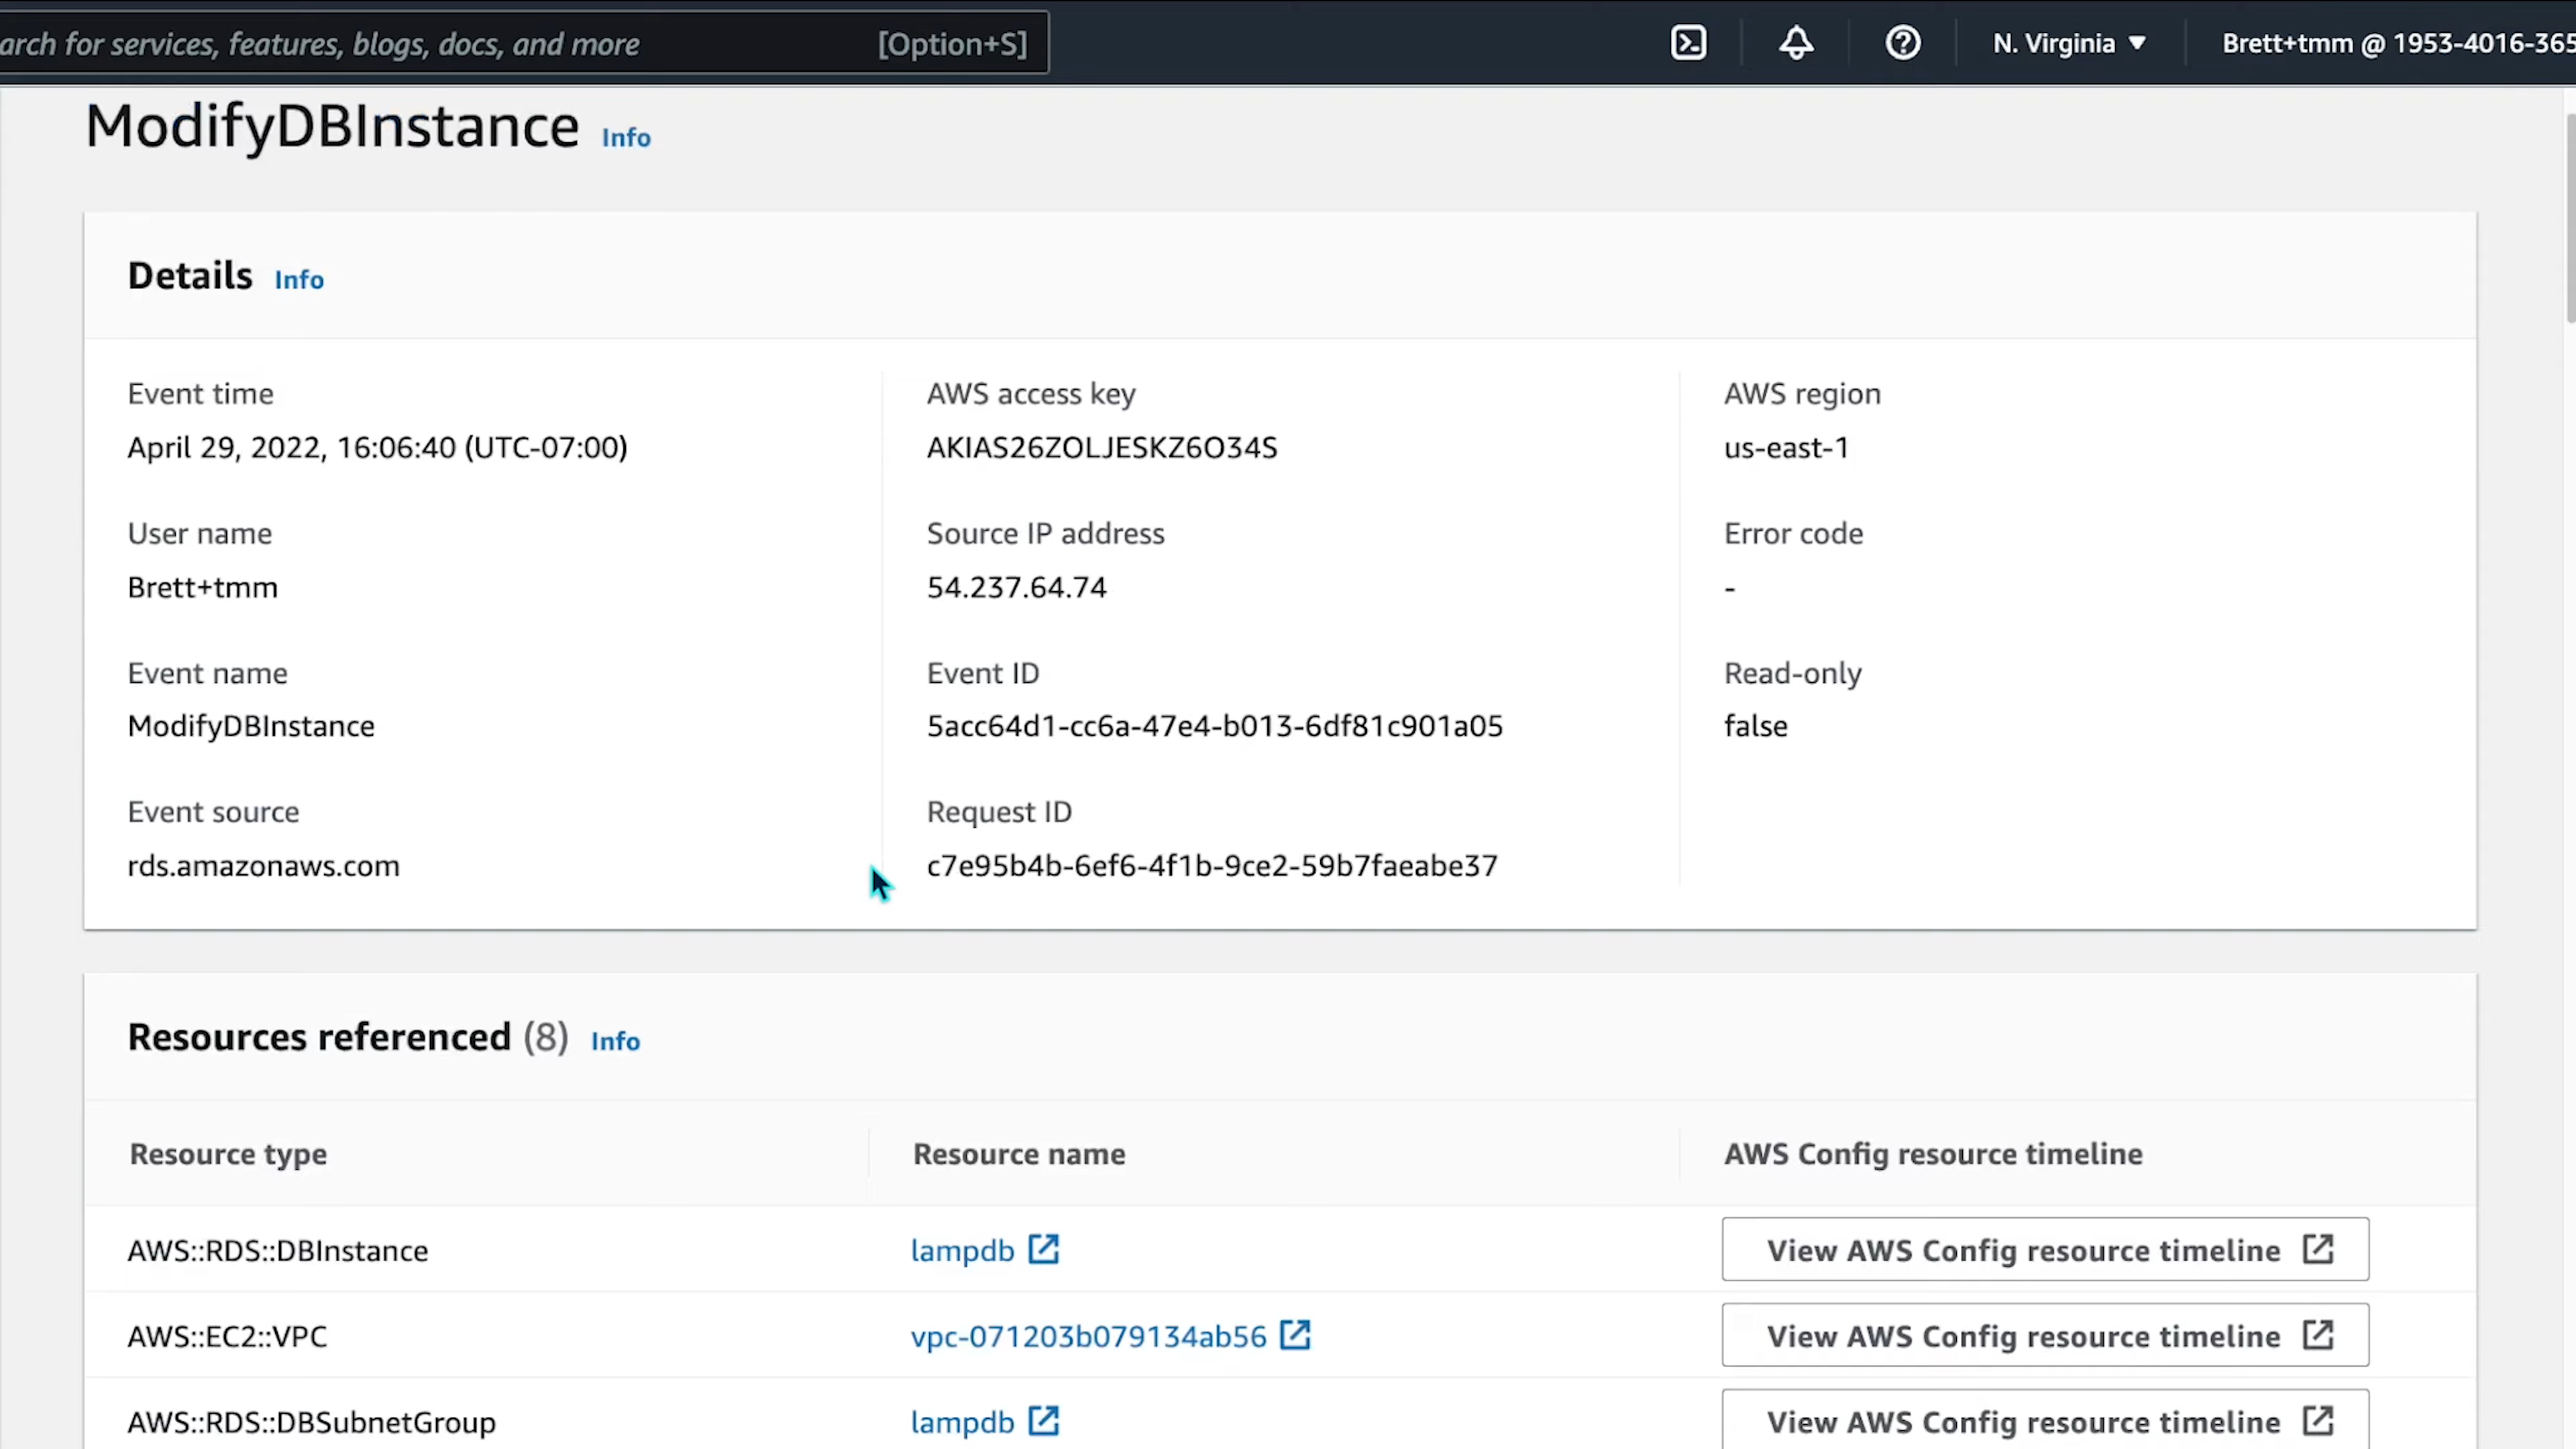 arch for services, features, blogs, docs, and more [Option+S] N. Virginia Brett+tmm @ 1953-4016-365
ModifyDBInstance Info
Details Info
Event time AWS access key AWS region
April 29, 2022, 16:06:40 (UTC-07:00) AKIAS26ZOLJESKZ6O34S us-east-1
User name Source IP address Error code
Brett+tmm 54.237.64.74 -
Event name Event ID Read-only
ModifyDBInstance 5acc64d1-cc6a-47e4-b013-6df81c901a05 false
Event source Request ID
rds.amazonaws.com c7e95b4b-6ef6-4f1b-9ce2-59b7faeabe37
Resources referenced (8) Info
Resource type Resource name AWS Config resource timeline
AWS::RDS::DBInstance lampdb View AWS Config resource timeline
AWS::EC2::VPC vpc-071203b079134ab56 View AWS Config resource timeline
AWS::RDS::DBSubnetGroup lampdb View AWS Config resource timeline